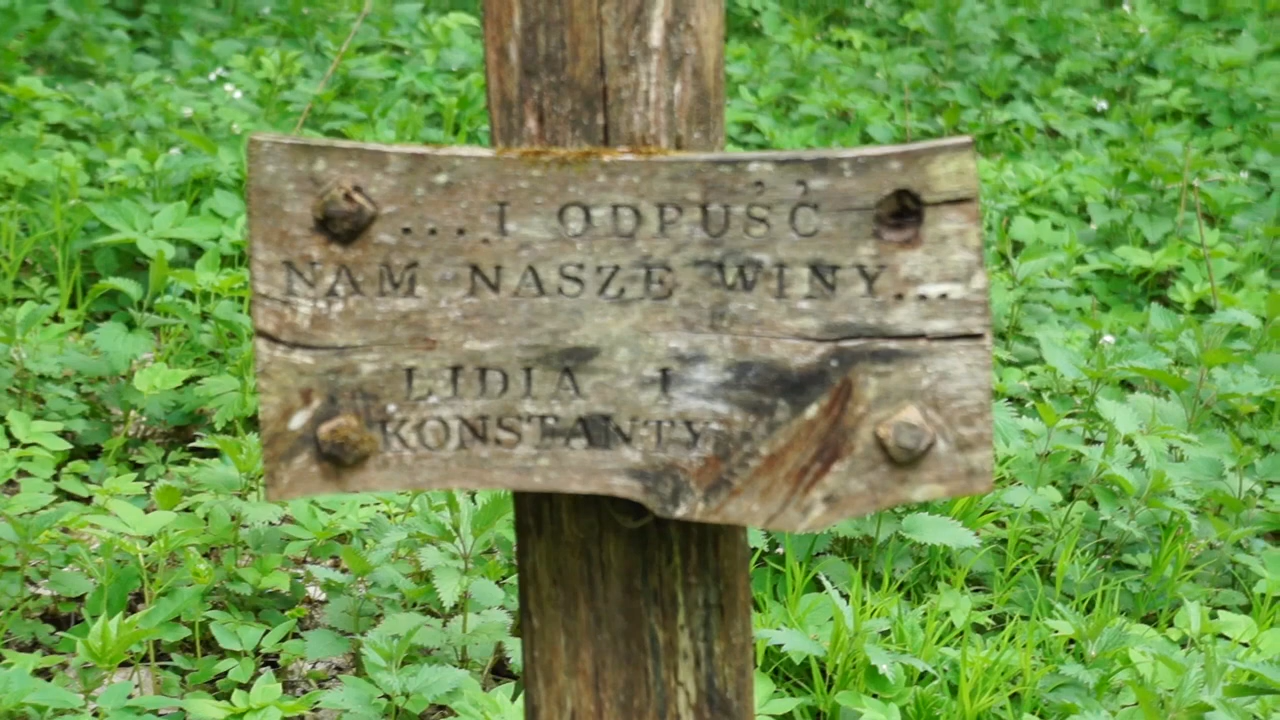 ....I ODPUŚĆ
NAM NASZE WINY...
LIDIA I
KONSTANTY